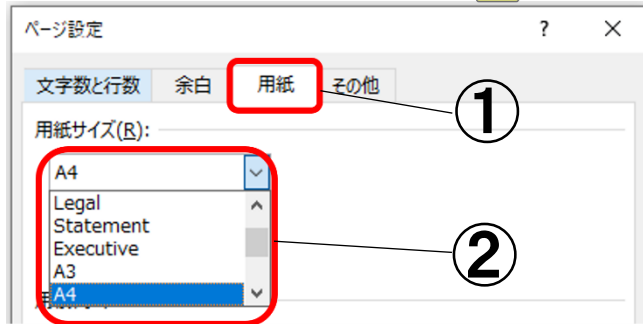 ページ設定 ? ×
文字数と行数 余白 用紙 その他
①
用紙サイズ(R):
A4
Legal
Statement
Executive
A3
A4
②